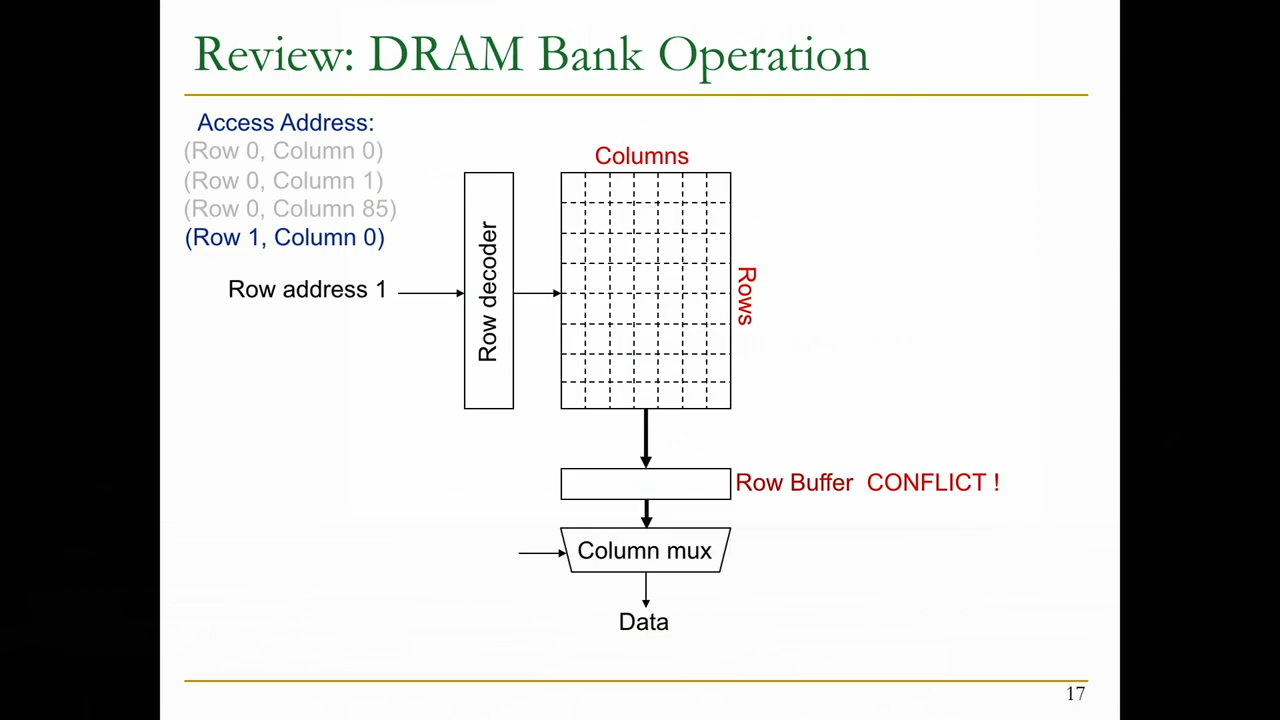 Review: DRAM Bank Operation
Access Address:
(Row 0, Column 0)
(Row 0, Column 1)
(Row 0, Column 85)
(Row 1, Column 0)
Columns
Row address 1
Row decoder
Rows
Row Buffer CONFLICT !
Column mux
Data
17